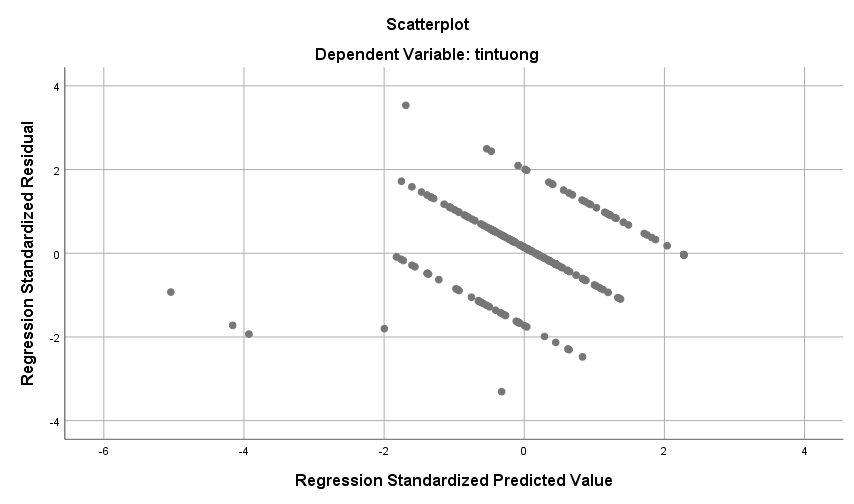 Scatterplot
Dependent Variable: tintuong
Regression Standardized Residual
4
2
0
-2
-4
-6
-4
-2
0
2
4
Regression Standardized Predicted Value